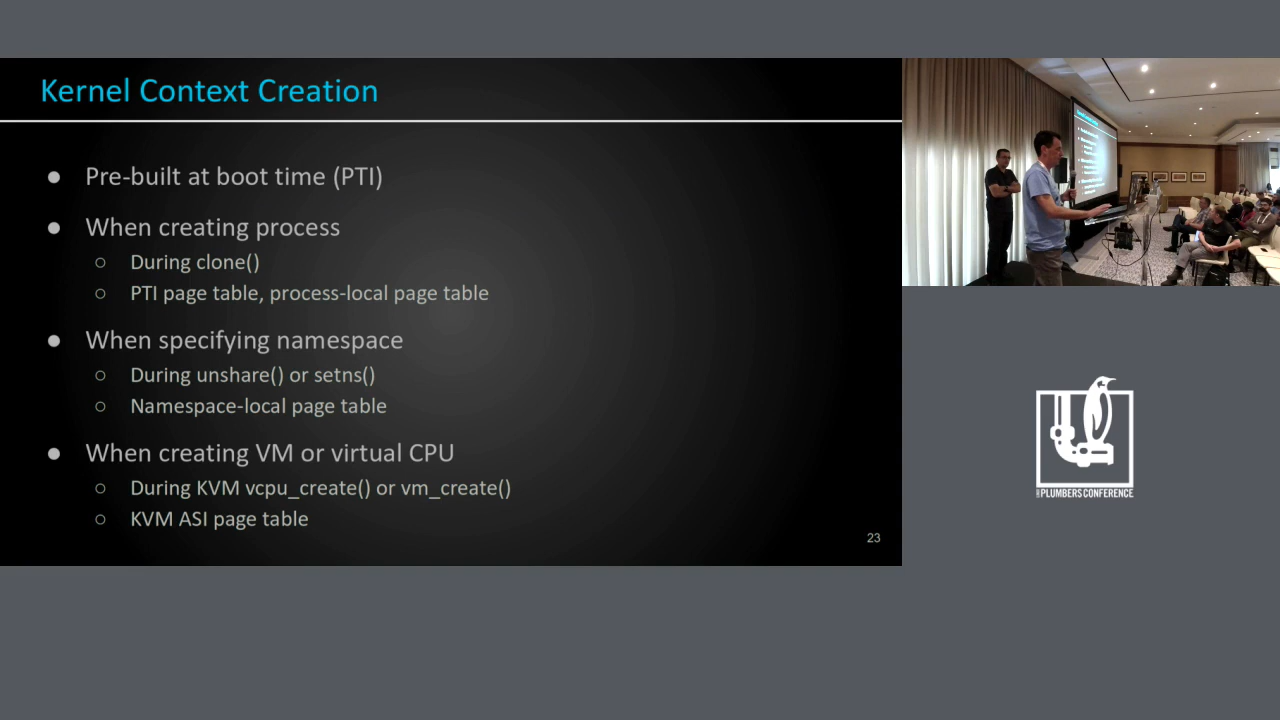 Kernel Context Creation
● Pre-built at boot time (PTI)
● When creating process
○ During clone()
○ PTI page table, process-local page table
● When specifying namespace
○ During unshare() or setns()
○ Namespace-local page table
● When creating VM or virtual CPU
○ During KVM vcpu_create() or vm_create()
○ KVM ASI page table
23
PLUMBERS CONFERENCE